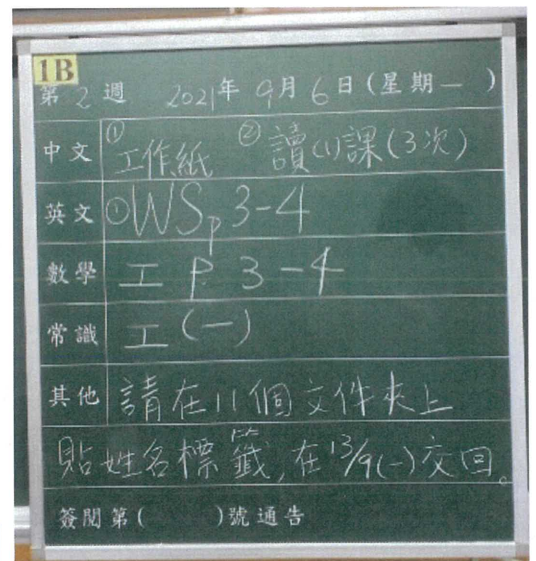 1B
第2週 2021年9月6日(星期一)
中文 ①工作紙 ②讀(1)課(3次)
英文 ①WS p 3-4
數學 工 P. 3-4
常識 工(一)
其他 請在11個文件夾上
貼姓名標籤,在13/9(一)交回。
簽閱第( )號通告